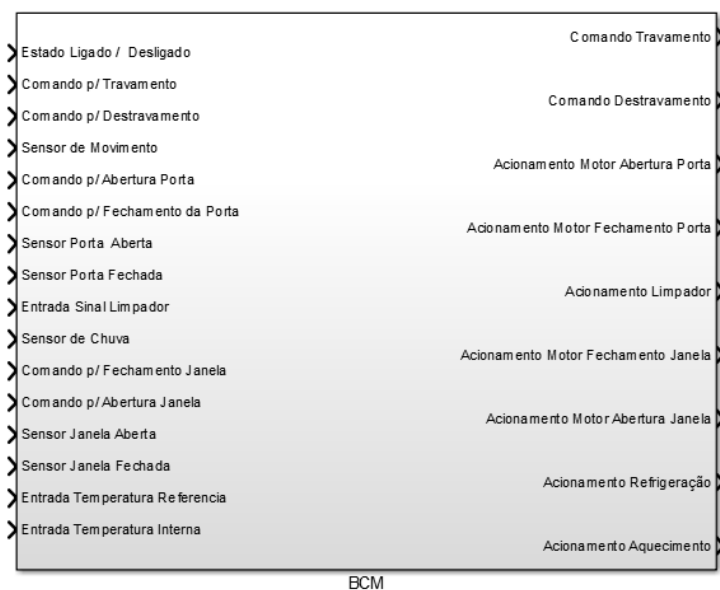 Estado Ligado / Desligado
Comando p/ Travamento
Comando p/ Destravamento
Sensor de Movimento
Comando p/ Abertura Porta
Comando p/ Fechamento da Porta
Sensor Porta Aberta
Sensor Porta Fechada
Entrada Sinal Limpador
Sensor de Chuva
Comando p/ Fechamento Janela
Comando p/ Abertura Janela
Sensor Janela Aberta
Sensor Janela Fechada
Entrada Temperatura Referencia
Entrada Temperatura Interna
Comando Travamento
Comando Destravamento
Acionamento Motor Abertura Porta
Acionamento Motor Fechamento Porta
Acionamento Limpador
Acionamento Motor Fechamento Janela
Acionamento Motor Abertura Janela
Acionamento Refrigeração
Acionamento Aquecimento
BCM